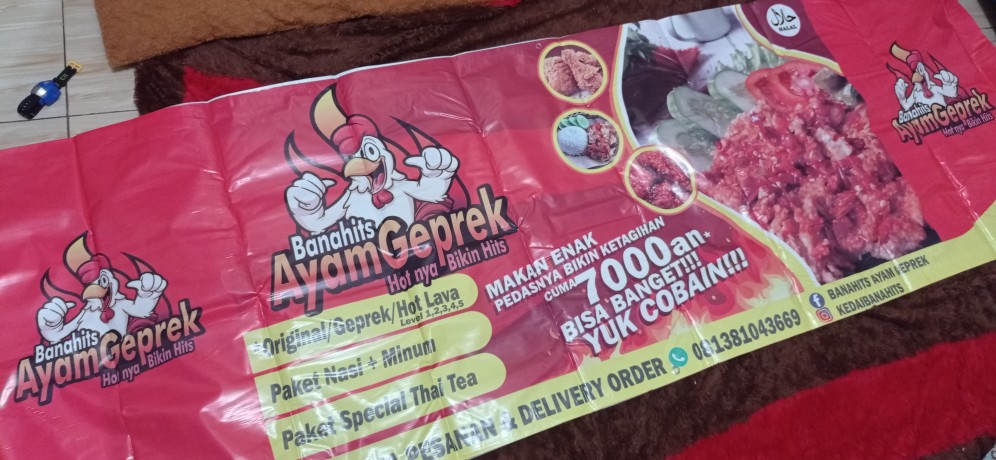 Banahits
AyamGeprek
Hot nya Bikin Hits
Banahits
AyamGeprek
Hot nya Bikin Hits
Original/Geprek/Hot Lava
Level 1,2,3,4,5
Paket Nasi + Minum
Paket Special Thai Tea
PESANAN & DELIVERY ORDER 081381043669
MAKAN ENAK
PEDASNYA BIKIN KETAGIHAN
CUMA 7000an*
BISA BANGET!!!
YUK COBAIN!!!
حلال
HALAL
Banahits
AyamGeprek
Hot nya Bikin Hits
BANAHITS AYAM GEPREK
KEDAIBANAHITS